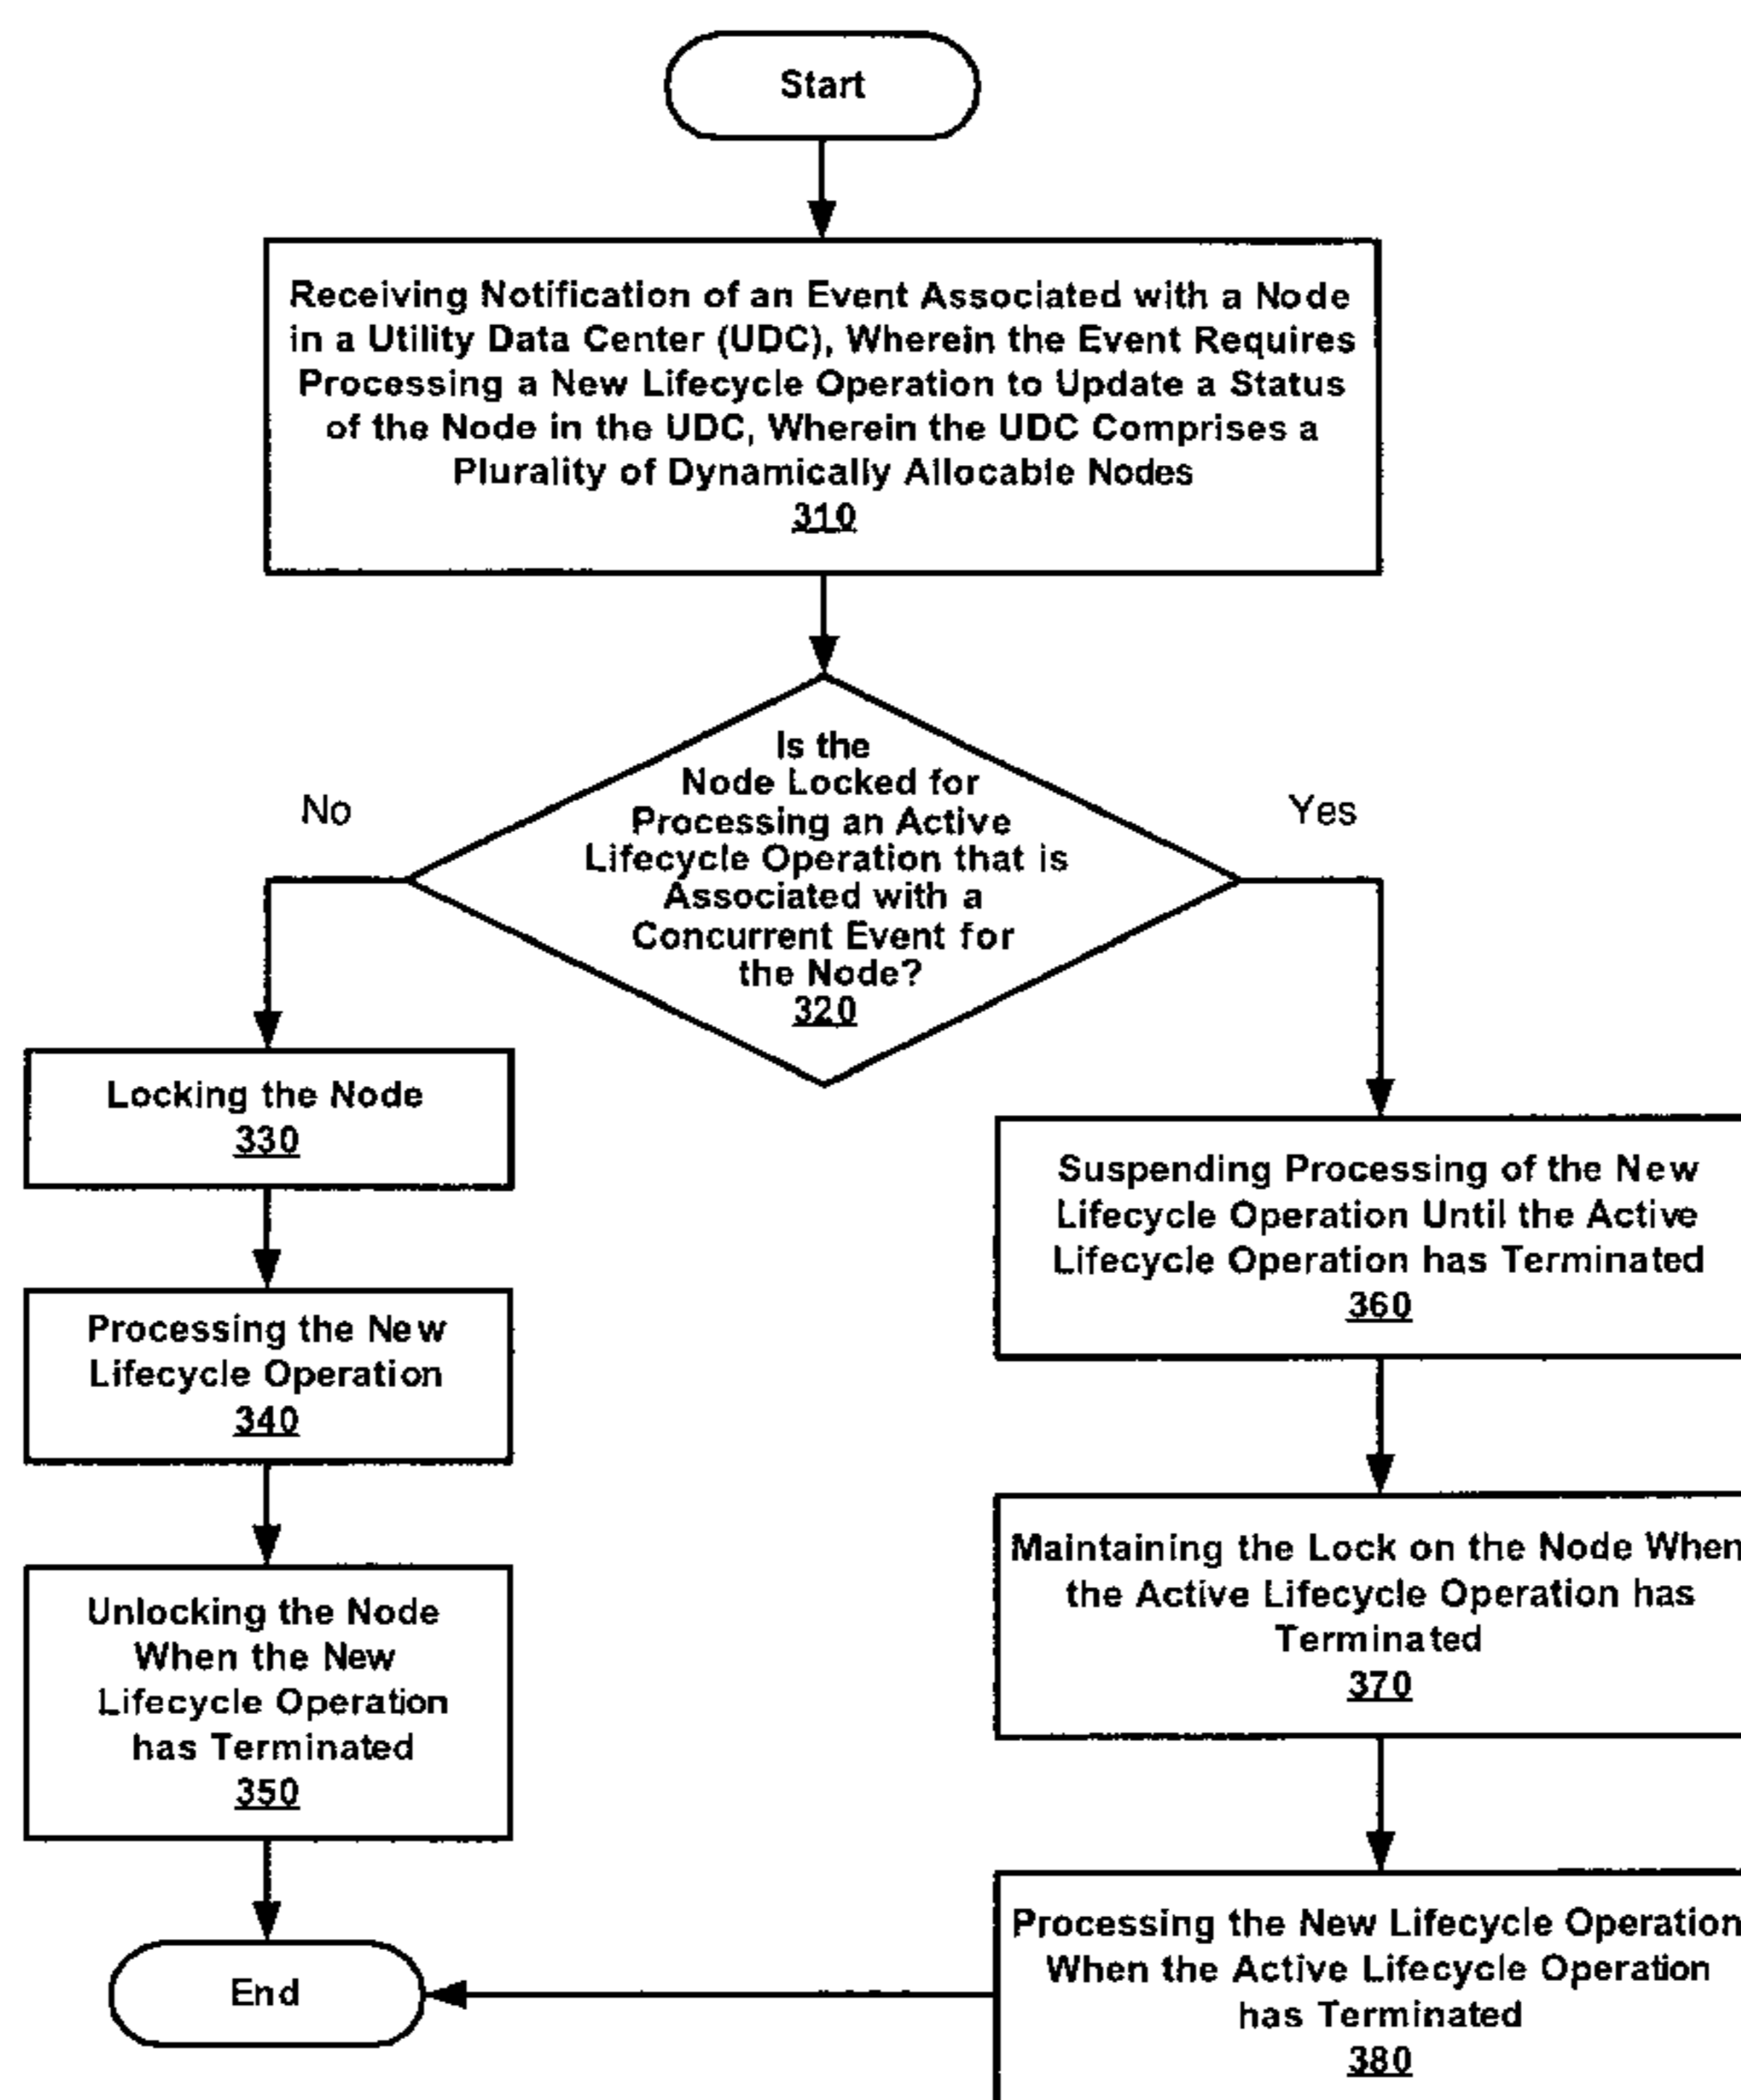 Start
Receiving Notification of an Event Associated with a Node
in a Utility Data Center (UDC), Wherein the Event Requires
Processing a New Lifecycle Operation to Update a Status
of the Node in the UDC, Wherein the UDC Comprises a
Plurality of Dynamically Allocable Nodes
310
Is the
Node Locked for
Processing an Active
Lifecycle Operation that is
Associated with a
Concurrent Event for
the Node?
320
No
Yes
Locking the Node
330
Processing the New
Lifecycle Operation
340
Unlocking the Node
When the New
Lifecycle Operation
has Terminated
350
End
Suspending Processing of the New
Lifecycle Operation Until the Active
Lifecycle Operation has Terminated
360
Maintaining the Lock on the Node When
the Active Lifecycle Operation has
Terminated
370
Processing the New Lifecycle Operation
When the Active Lifecycle Operation
has Terminated
380